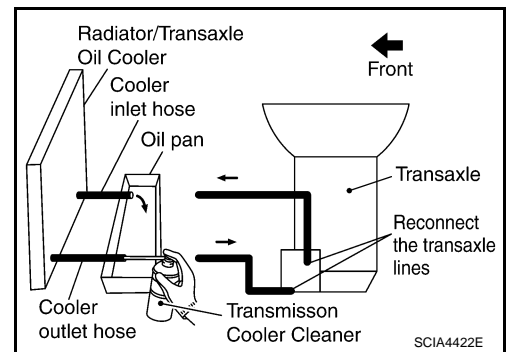 Radiator/Transaxle
Oil Cooler
Cooler
inlet hose
Oil pan
Front
Transaxle
Reconnect
the transaxle
lines
Cooler
outlet hose
Transmisson
Cooler Cleaner
SCIA4422E